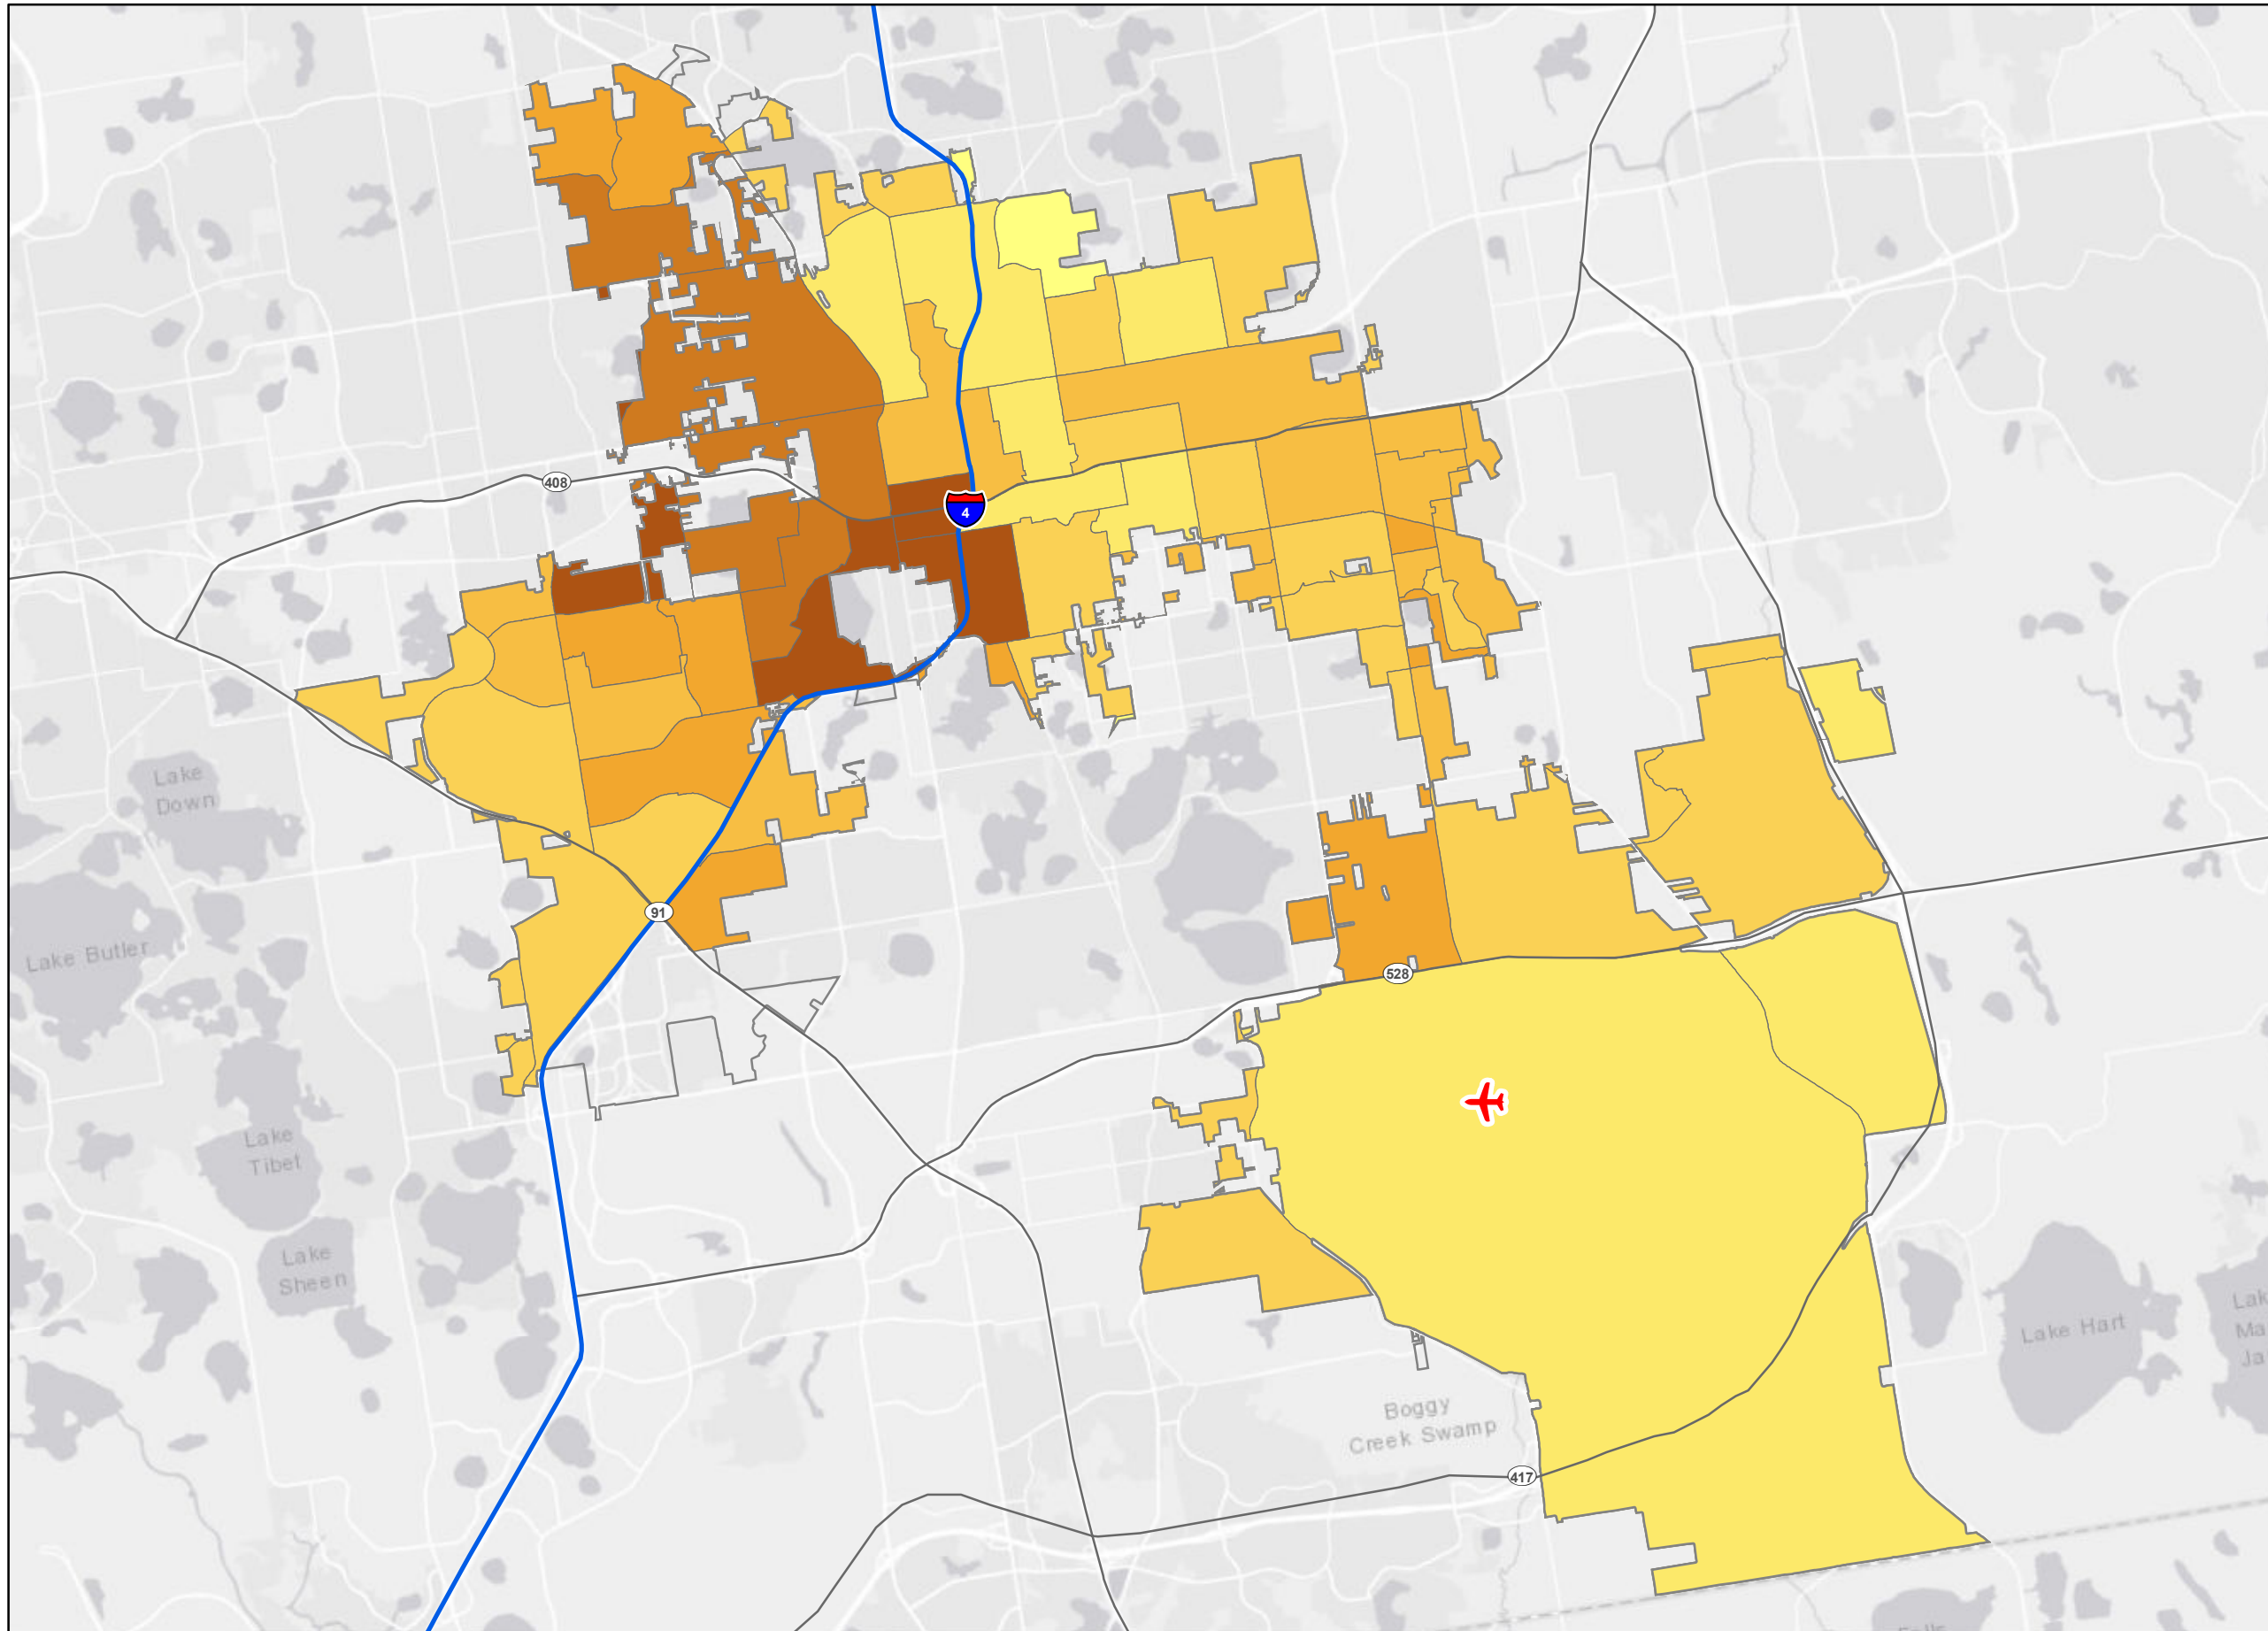 408
4
Lake
Down
91
Lake Butler
528
Lake
Tibet
Lake
Sheen
Lake Hart
Boggy
Creek Swamp
417